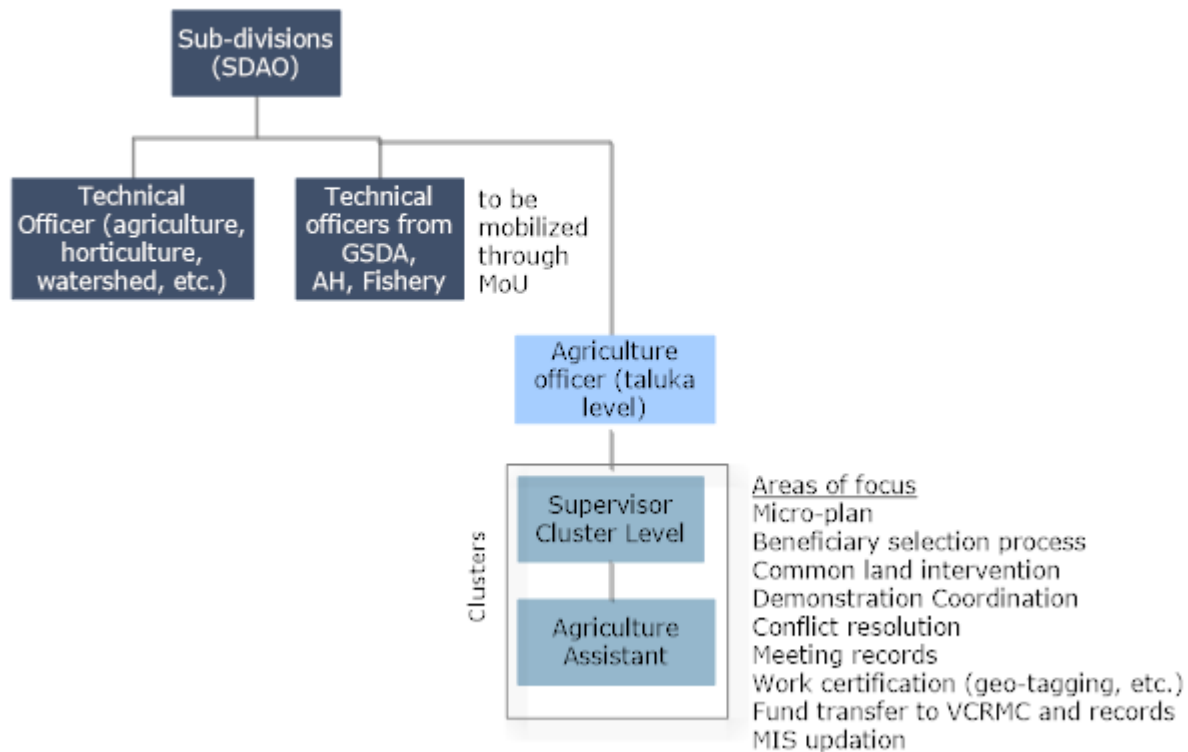 Sub-divisions
(SDAO)
Technical
Officer (agriculture,
horticulture,
watershed, etc.)
Technical
officers from
GSDA,
AH, Fishery
to be
mobilized
through
MoU
Agriculture
officer (taluka
level)
Clusters
Supervisor
Cluster Level
Agriculture
Assistant
Areas of focus
Micro-plan
Beneficiary selection process
Common land intervention
Demonstration Coordination
Conflict resolution
Meeting records
Work certification (geo-tagging, etc.)
Fund transfer to VCRMC and records
MIS updation